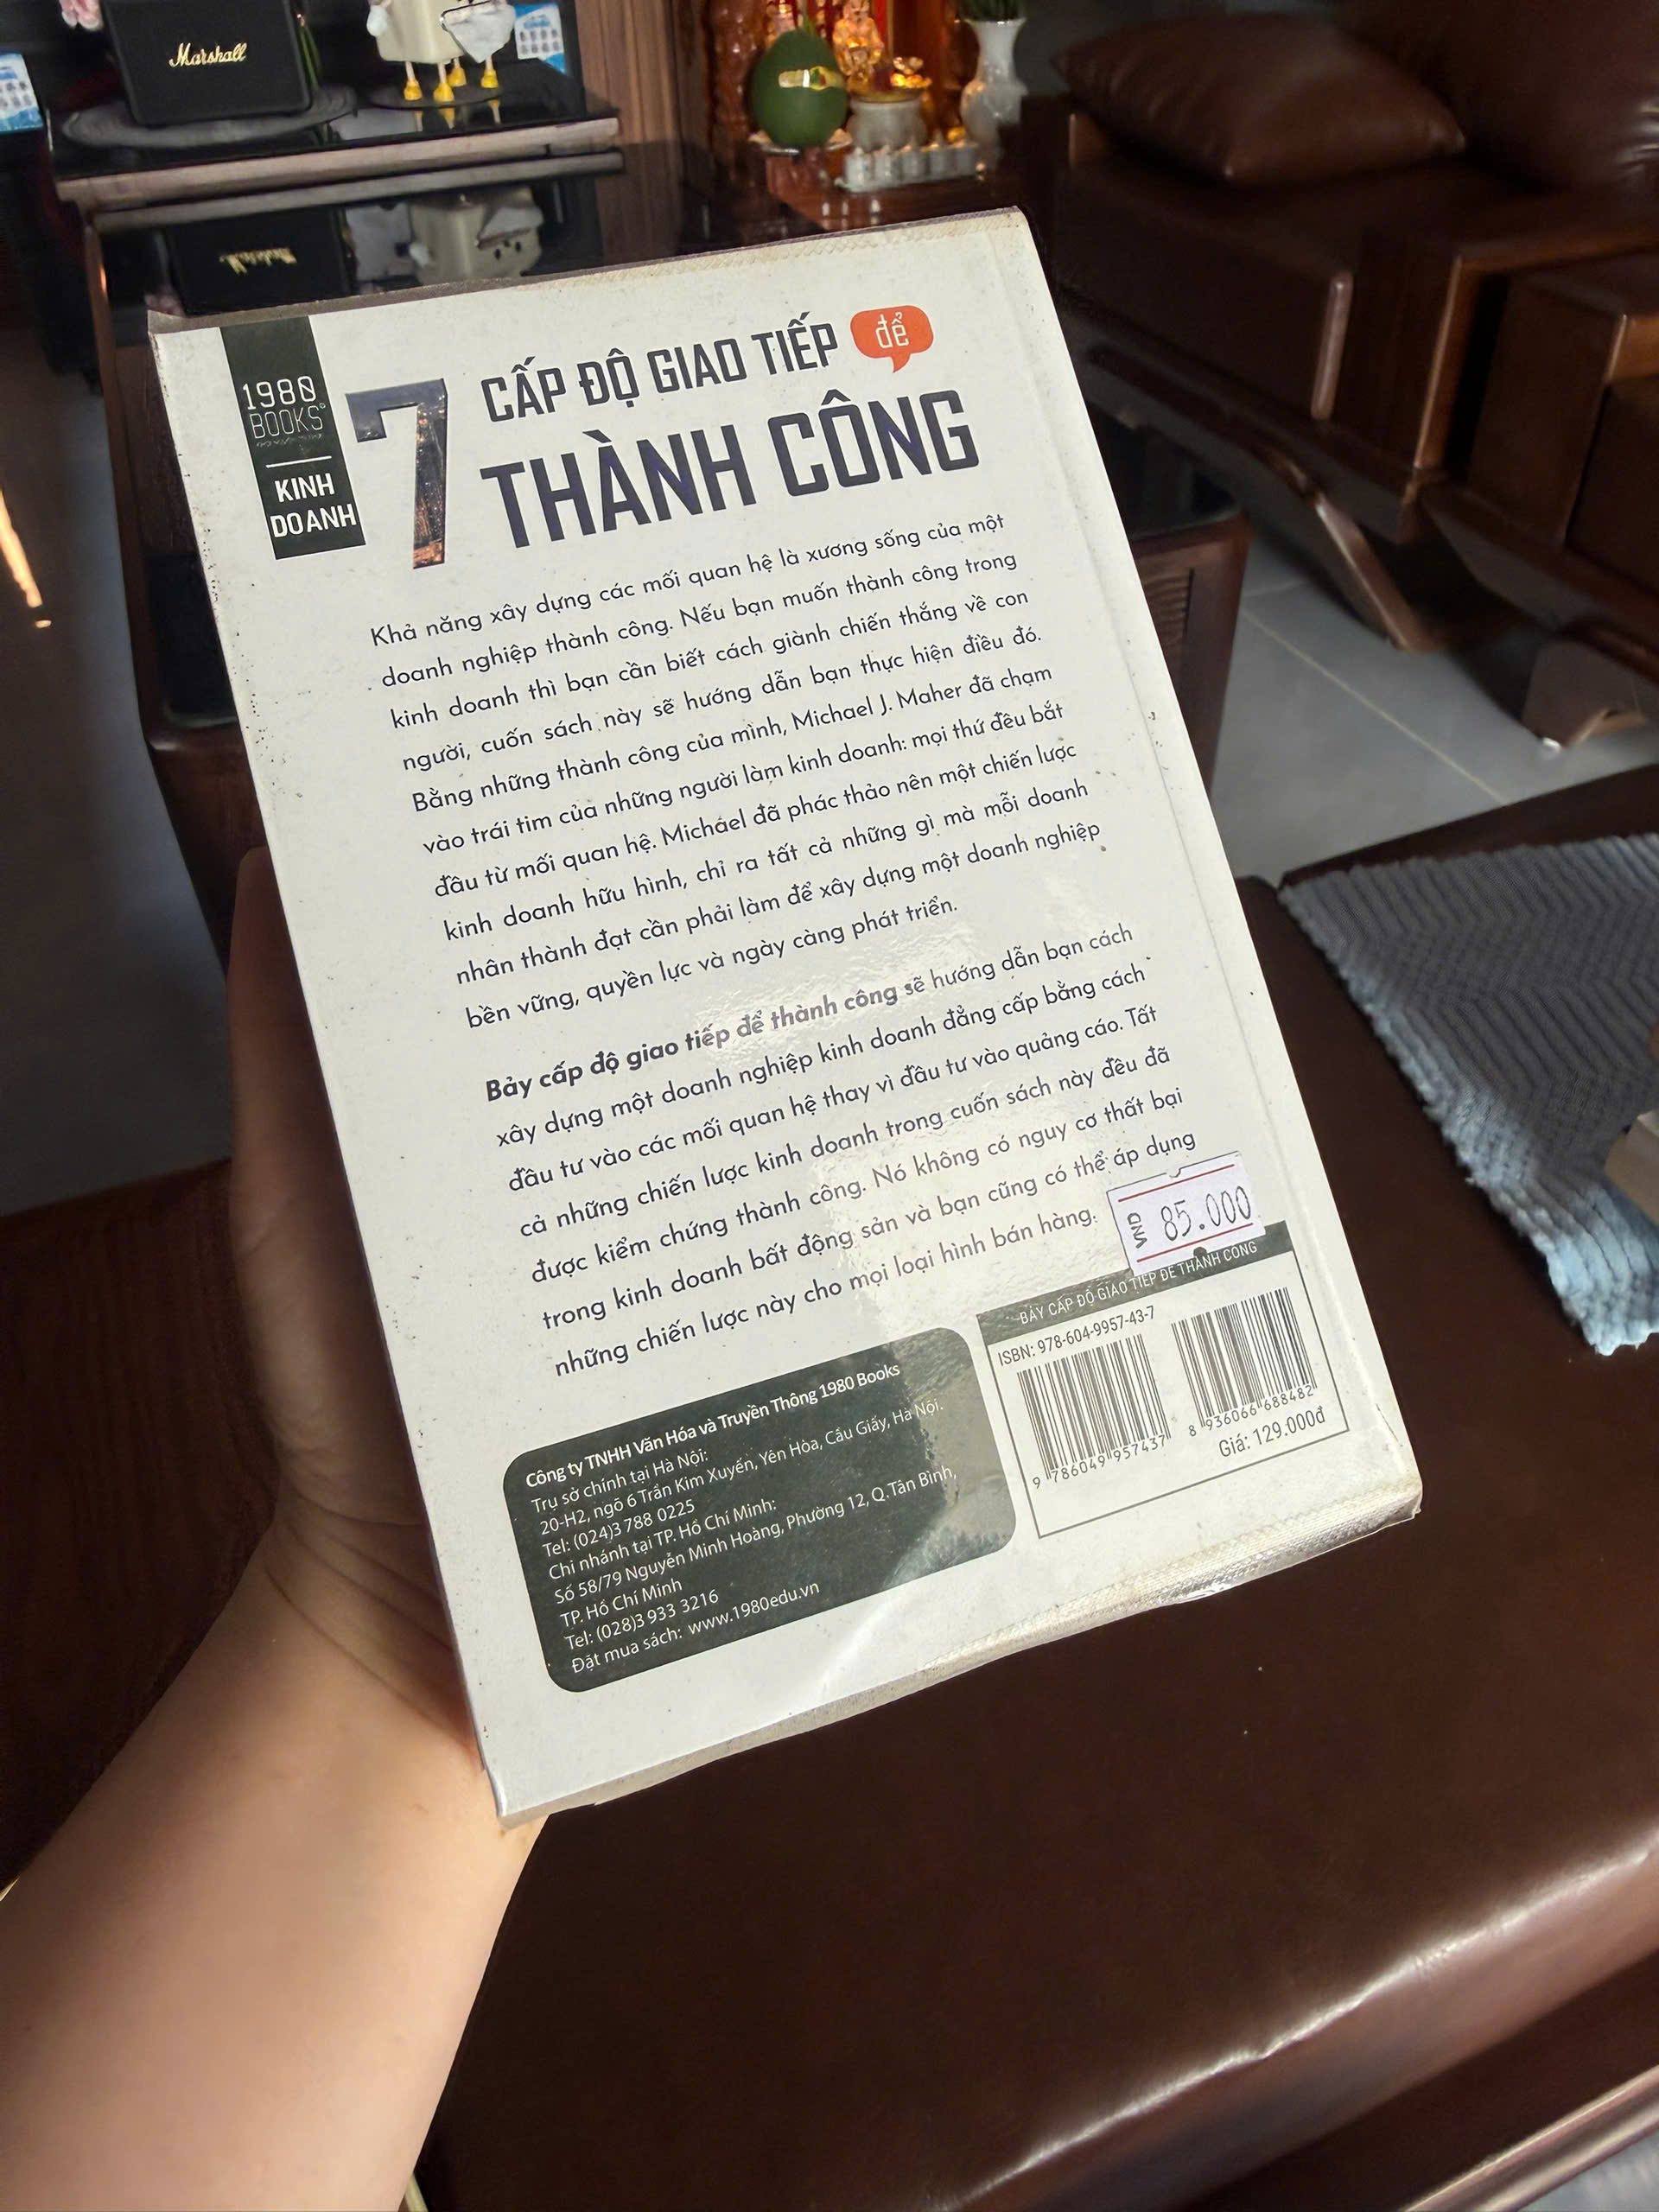 Marshall
1980
BOOKS
KINH
DOANH
7
CẤP ĐỘ GIAO TIẾP để
THÀNH CÔNG
Khả năng xây dựng các mối quan hệ là xương sống của một
doanh nghiệp thành công. Nếu bạn muốn thành công trong
kinh doanh thì bạn cần biết cách giành chiến thắng về con
người, cuốn sách này sẽ hướng dẫn bạn thực hiện điều đó.
Bằng những thành công của mình, Michael J. Maher đã chạm
vào trái tim của những người làm kinh doanh: mọi thứ đều bắt
đầu từ mối quan hệ. Michael đã phác thảo nên một chiến lược
kinh doanh hữu hình, chỉ ra tất cả những gì mà mỗi doanh
nhân thành đạt cần phải làm để xây dựng một doanh nghiệp
bền vững, quyền lực và ngày càng phát triển.
Bảy cấp độ giao tiếp để thành công sẽ hướng dẫn bạn cách
xây dựng một doanh nghiệp kinh doanh đẳng cấp bằng cách
đầu tư vào các mối quan hệ thay vì đầu tư vào quảng cáo. Tất
cả những chiến lược kinh doanh trong cuốn sách này đều đã
được kiểm chứng thành công. Nó không có nguy cơ thất bại
trong kinh doanh bất động sản và bạn cũng có thể áp dụng
những chiến lược này cho mọi loại hình bán hàng.
VND 85.000
Công ty TNHH Văn Hóa và Truyền Thông 1980 Books
Trụ sở chính tại Hà Nội:
20-H2, ngõ 6 Trần Kim Xuyến, Yên Hòa, Cầu Giấy, Hà Nội.
Tel: (024)3 788 0225
Chi nhánh tại TP. Hồ Chí Minh:
Số 58/79 Nguyễn Minh Hoàng, Phường 12, Q.Tân Bình,
TP. Hồ Chí Minh
Tel: (028)3 933 3216
Đặt mua sách: www.1980edu.vn
BẢY CẤP ĐỘ GIAO TIẾP ĐỂ THÀNH CÔNG
ISBN: 978-604-9957-43-7
9 786049 957437
8 936066 688482
Giá: 129.000đ